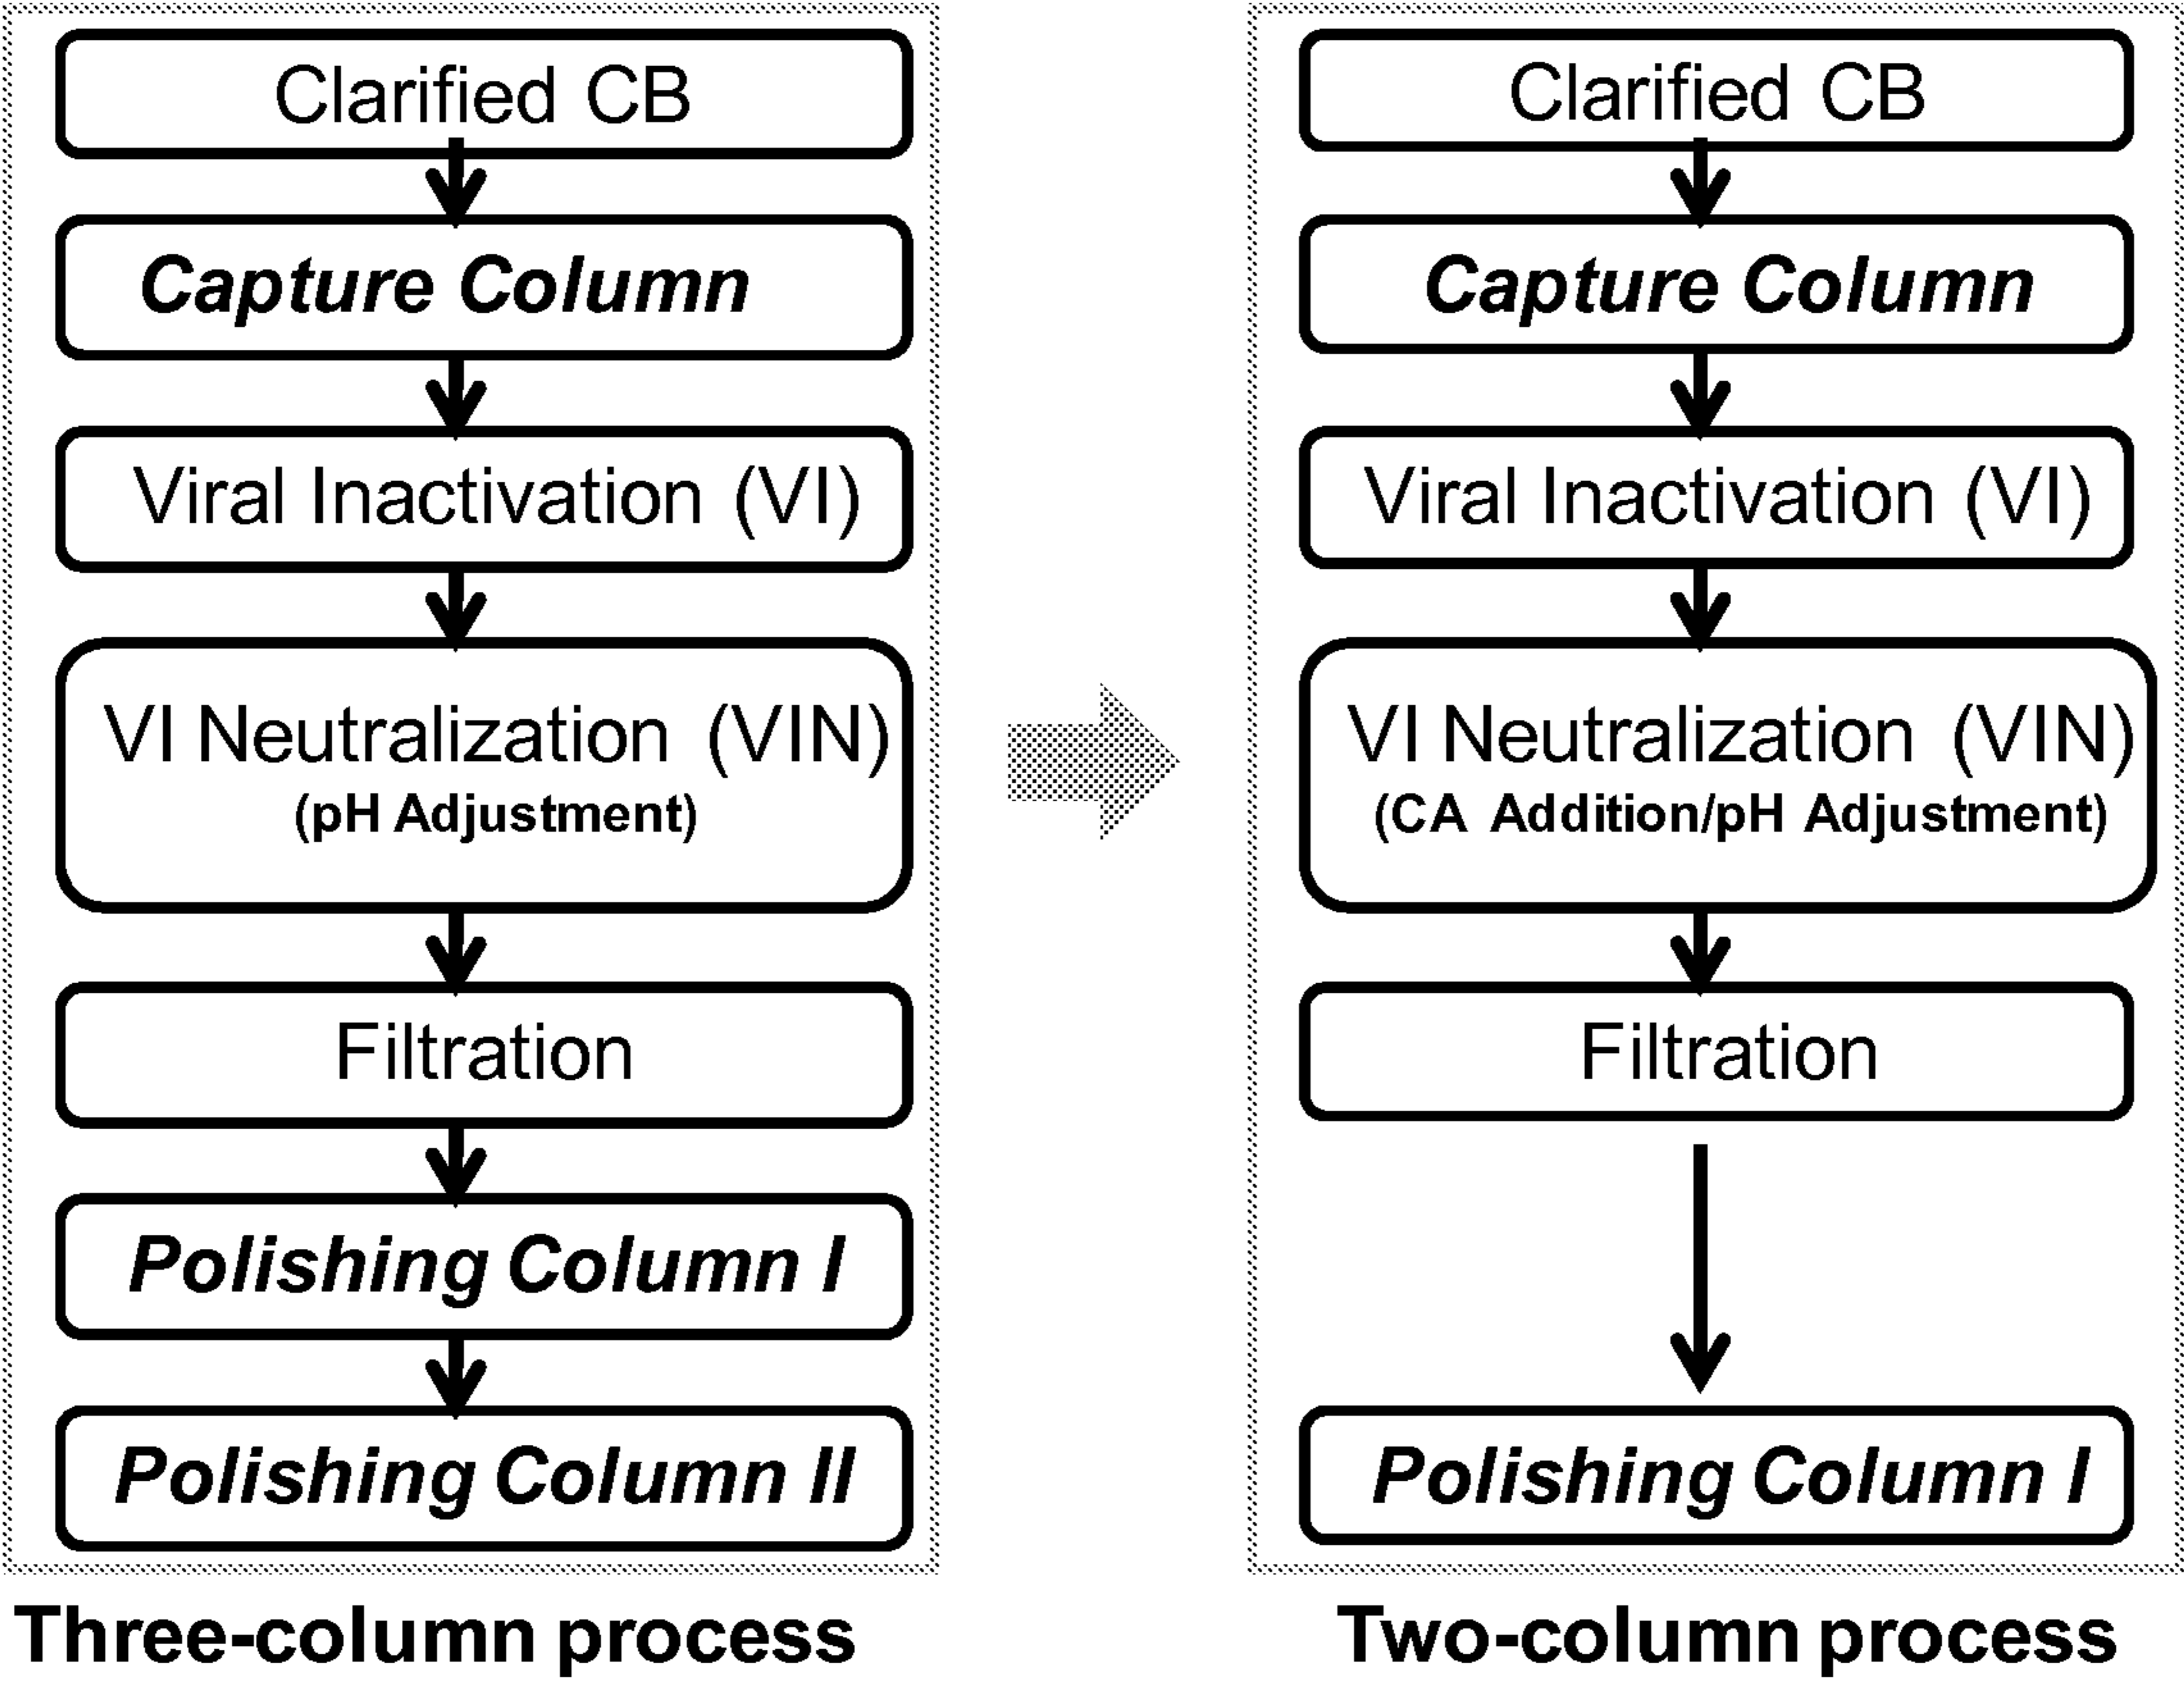 Clarified CB
Capture Column
Viral Inactivation (VI)
VI Neutralization (VIN)
(pH Adjustment)
Filtration
Polishing Column I
Polishing Column II
Three-column process
Clarified CB
Capture Column
Viral Inactivation (VI)
VI Neutralization (VIN)
(CA Addition/pH Adjustment)
Filtration
Polishing Column I
Two-column process